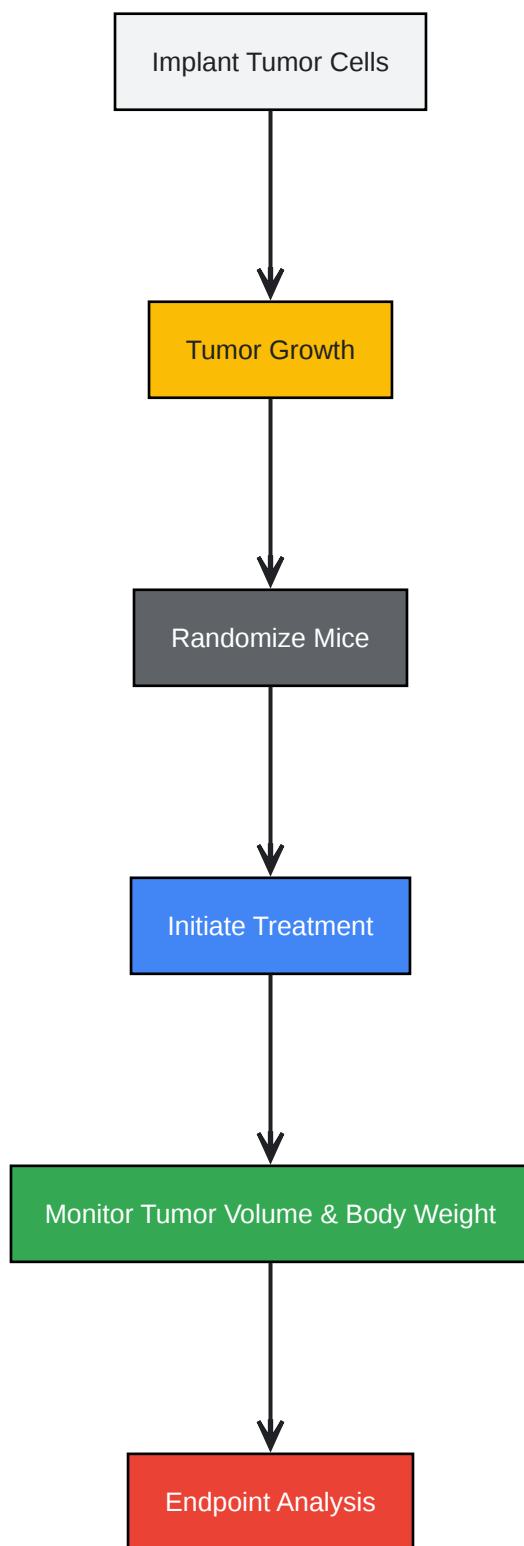 Implant Tumor Cells
Tumor Growth
Randomize Mice
Initiate Treatment
Monitor Tumor Volume & Body Weight
Endpoint Analysis